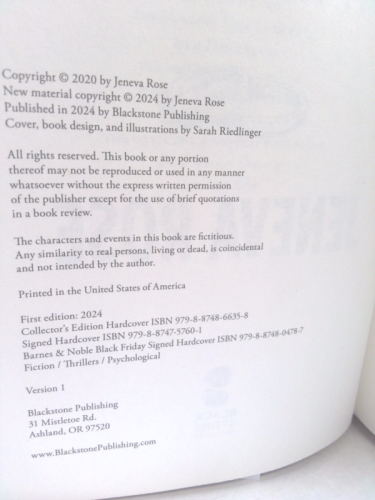 Copyright © 2020 by Jeneva Rose
New material copyright © 2024 by Jeneva Rose
Published in 2024 by Blackstone Publishing
Cover, book design, and illustrations by Sarah Riedlinger
All rights reserved. This book or any portion
thereof may not be reproduced or used in any manner
whatsoever without the express written permission
of the publisher except for the use of brief quotations
in a book review.
The characters and events in this book are fictitious.
Any similarity to real persons, living or dead, is coincidental
and not intended by the author.
Printed in the United States of America
First edition: 2024
Collector's Edition Hardcover ISBN 979-8-8748-6635-8
Signed Hardcover ISBN 979-8-8747-5760-1
Barnes & Noble Black Friday Signed Hardcover ISBN 979-8-8748-0478-7
Fiction / Thrillers / Psychological
Version 1
Blackstone Publishing
31 Mistletoe Rd.
Ashland, OR 97520
www.BlackstonePublishing.com